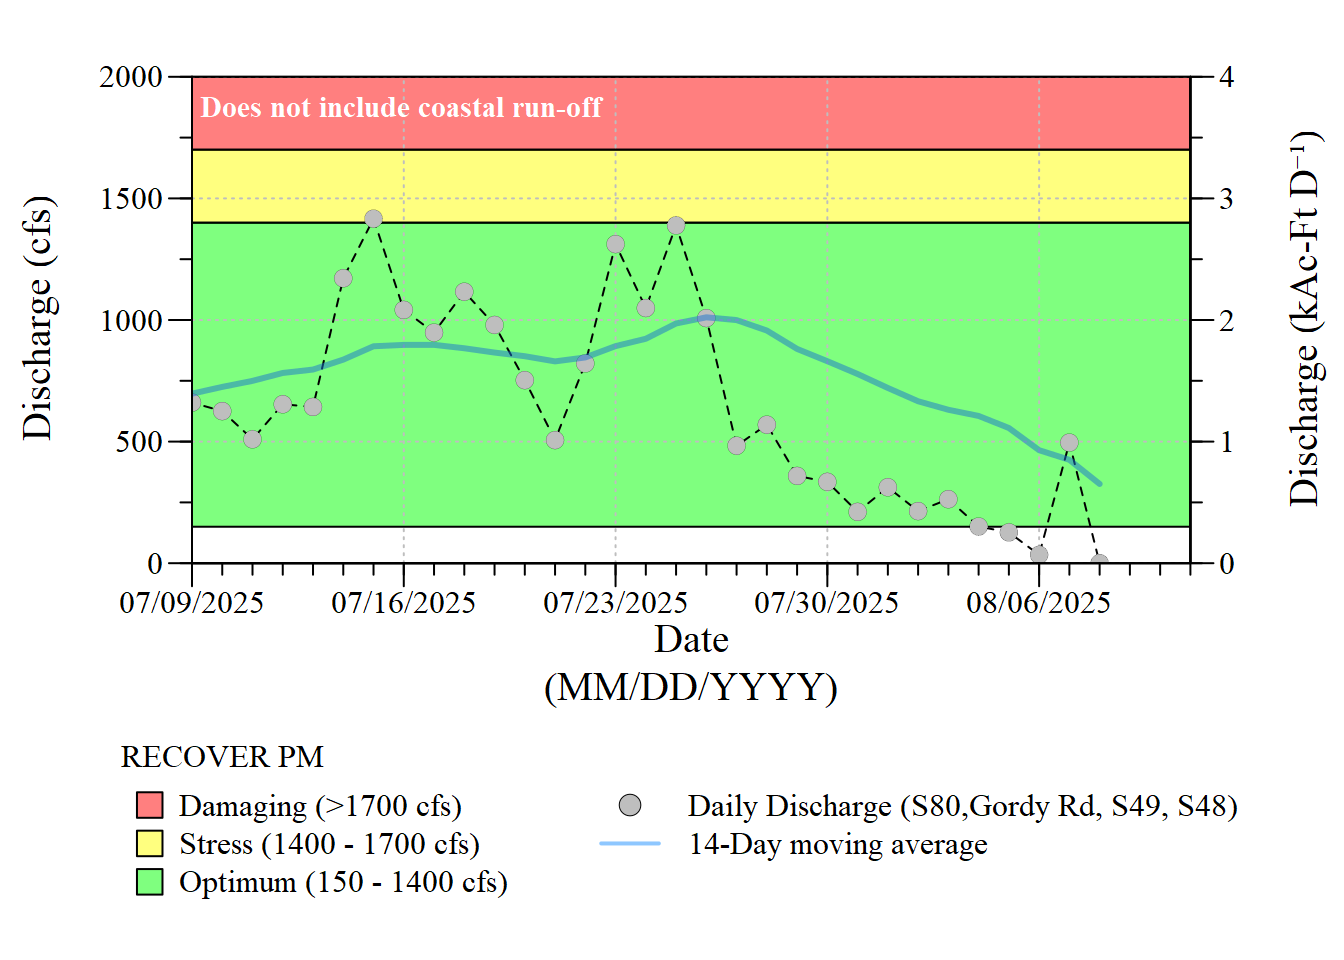 2000
1500
1000
500
0
Discharge (cfs)
Does not include coastal run-off
4
3
2
1
0
Discharge (kAc-Ft D⁻¹)
07/09/2025
07/16/2025
07/23/2025
07/30/2025
08/06/2025
Date
(MM/DD/YYYY)
RECOVER PM
Damaging (>1700 cfs)
Stress (1400 - 1700 cfs)
Optimum (150 - 1400 cfs)
Daily Discharge (S80,Gordy Rd, S49, S48)
14-Day moving average